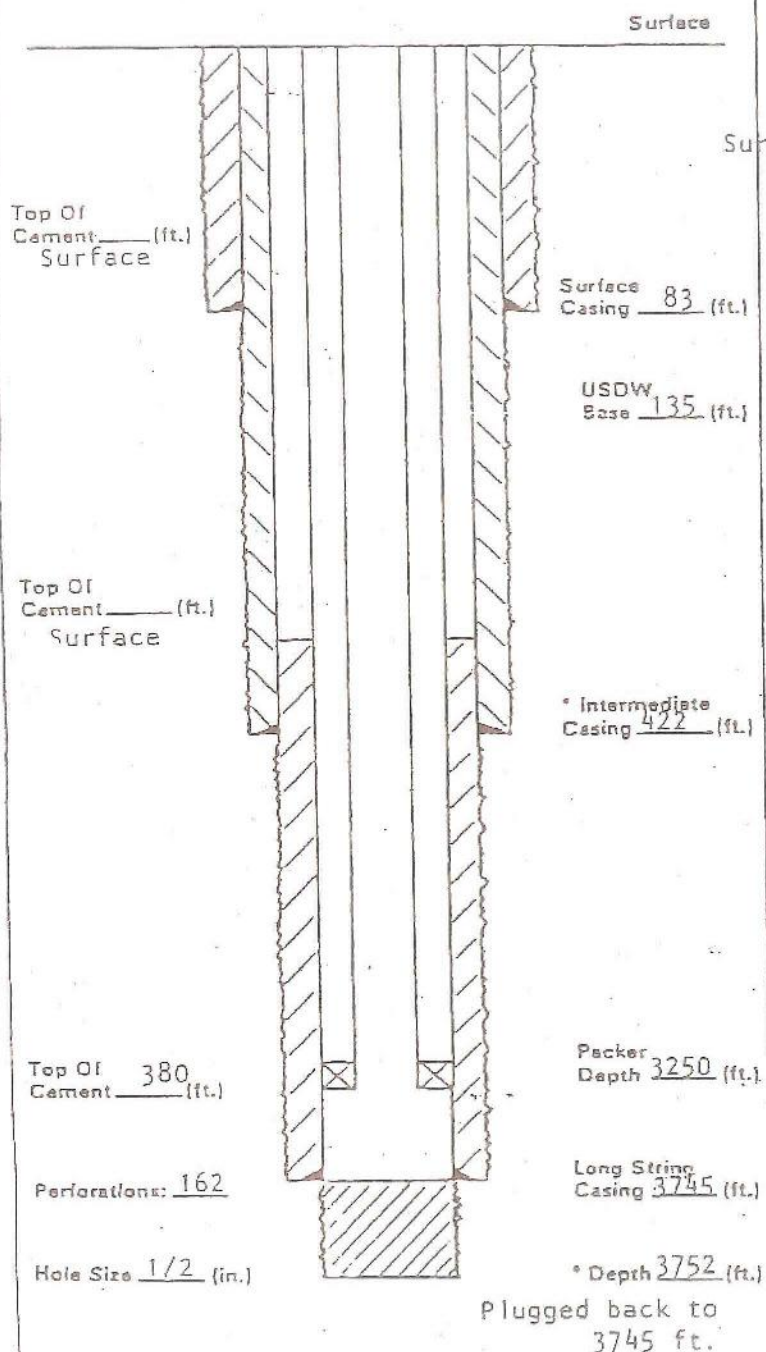 Surface
Sur
Top Of
Cement ____ (ft.)
Surface
Surface
Casing 83 (ft.)
USDW
Base 135 (ft.)
Top Of
Cement ____ (ft.)
Surface
* Intermediate
Casing 422 (ft.)
Top Of
Cement 380 (ft.)
Packer
Depth 3250 (ft.)
Perforations: 162
Long String
Casing 3745 (ft.)
Hole Size 1/2 (in.)
* Depth 3752 (ft.)
Plugged back to
3745 ft.